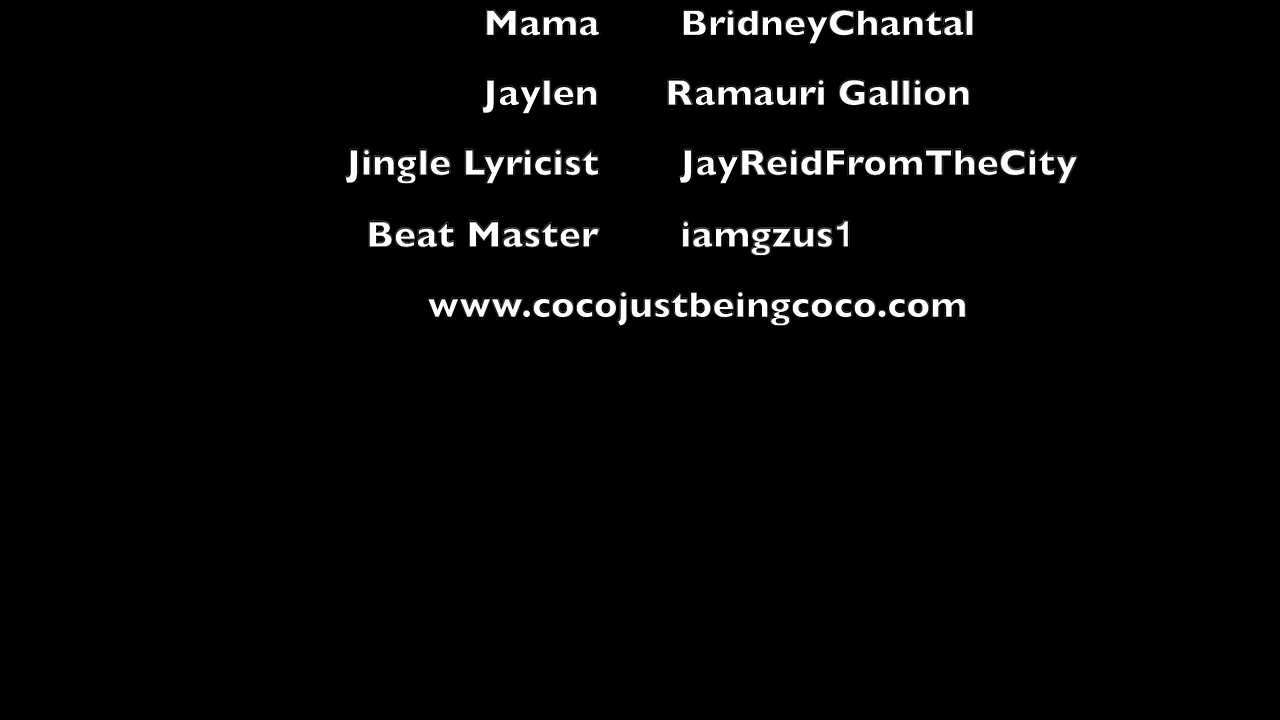 Mama BridneyChantal
Jaylen Ramauri Gallion
Jingle Lyricist JayReidFromTheCity
Beat Master iamgzus1
www.cocojustbeingcoco.com